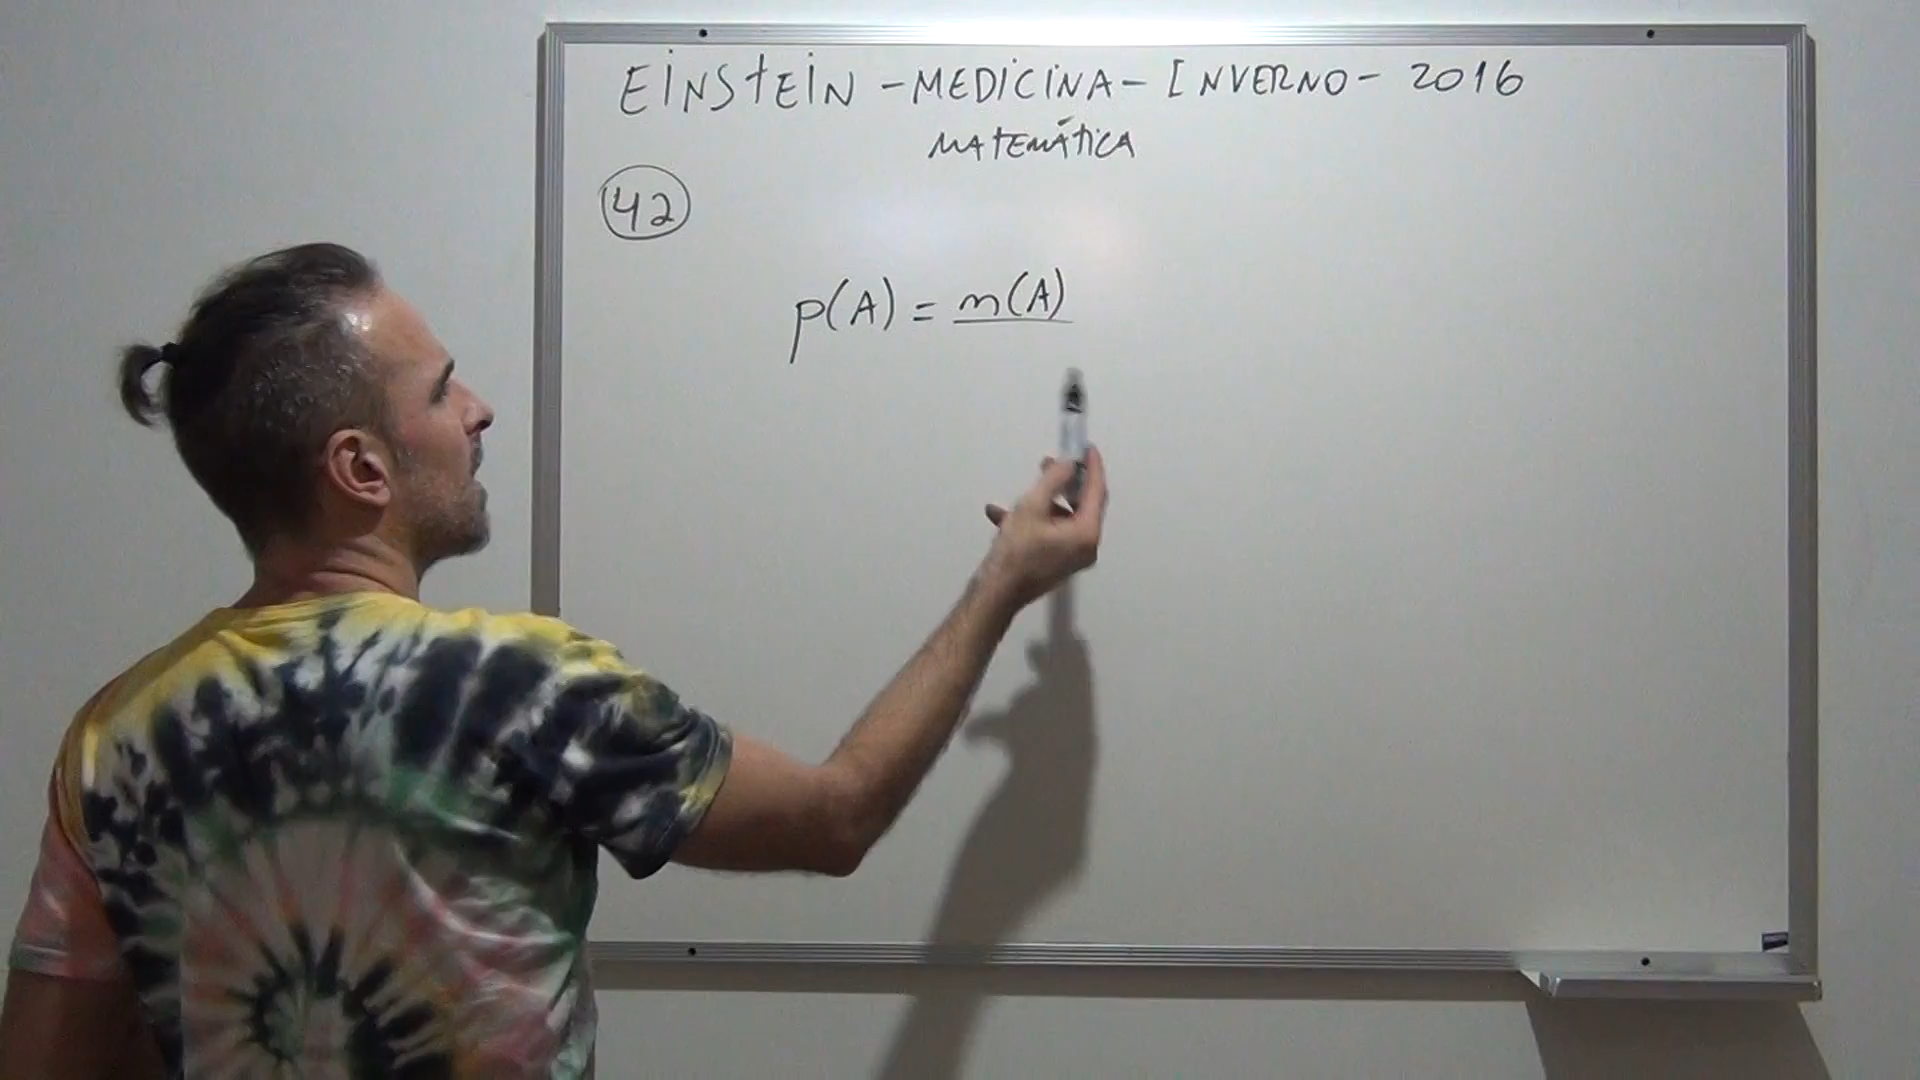 EINSTEIN - MEDICINA - INVERNO - 2016
MATEMÁTICA
42
p(A) = n(A)